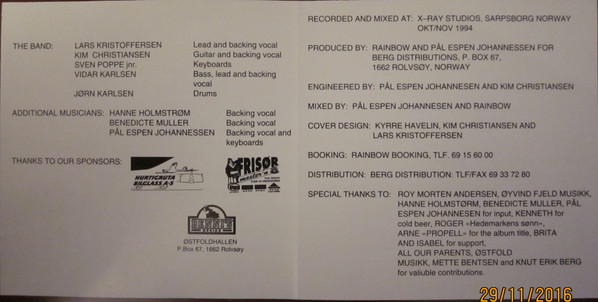 THE BAND: LARS KRISTOFFERSEN Lead and backing vocal
KIM CHRISTIANSEN Guitar and backing vocal
SVEN POPPE jnr. Keyboards
VIDAR KARLSEN Bass, lead and backing
vocal
JØRN KARLSEN Drums
ADDITIONAL MUSICIANS: HANNE HOLMSTRØM Backing vocal
BENEDICTE MULLER Backing vocal
PÅL ESPEN JOHANNESSEN Backing vocal and
keyboards
THANKS TO OUR SPONSORS:
HURTIGRUTA
BILGLASS A·S
FRISØR
ØSTFOLDHALLEN
P.Box 67, 1662 Rolvsøy
RECORDED AND MIXED AT: X–RAY STUDIOS, SARPSBORG NORWAY
OKT/NOV 1994
PRODUCED BY: RAINBOW AND PÅL ESPEN JOHANNESEN FOR
BERG DISTRIBUTIONS, P. BOX 67,
1662 ROLVSØY, NORWAY
ENGINEERED BY: PÅL ESPEN JOHANNESEN AND KIM CHRISTIANSEN
MIXED BY: PÅL ESPEN JOHANNESEN AND RAINBOW
COVER DESIGN: KYRRE HAVELIN, KIM CHRISTIANSEN AND
LARS KRISTOFFERSEN
BOOKING: RAINBOW BOOKING, TLF. 69 15 60 00
DISTRIBUTION: BERG DISTRIBUTION: TLF/FAX 69 33 72 80
SPECIAL THANKS TO: ROY MORTEN ANDERSEN, ØYVIND FJELD MUSIKK,
HANNE HOLMSTRØM, BENEDICTE MULLER, PÅL
ESPEN JOHANNESEN for input, KENNETH for
cold beer, ROGER «Hedemarkens sønn»,
ARNE «PROPELL» for the album title, BRITA
AND ISABEL for support,
ALL OUR PARENTS, ØSTFOLD
MUSIKK, METTE BENTSEN and KNUT ERIK BERG
for valiuble contributions.
29/11/2016